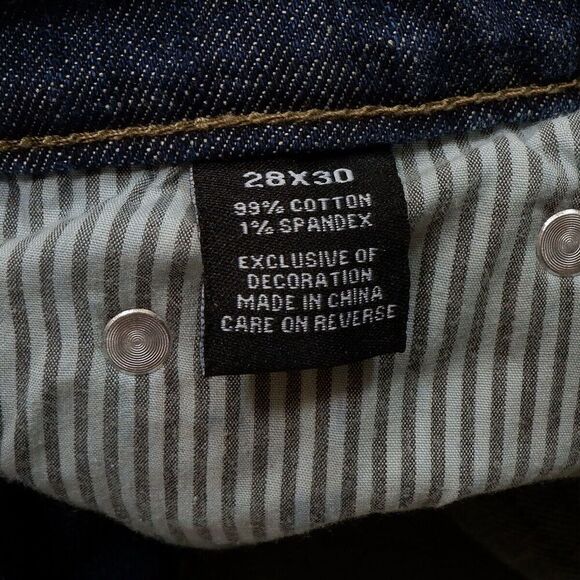 28X30
99% COTTON
1% SPANDEX
EXCLUSIVE OF
DECORATION
MADE IN CHINA
CARE ON REVERSE